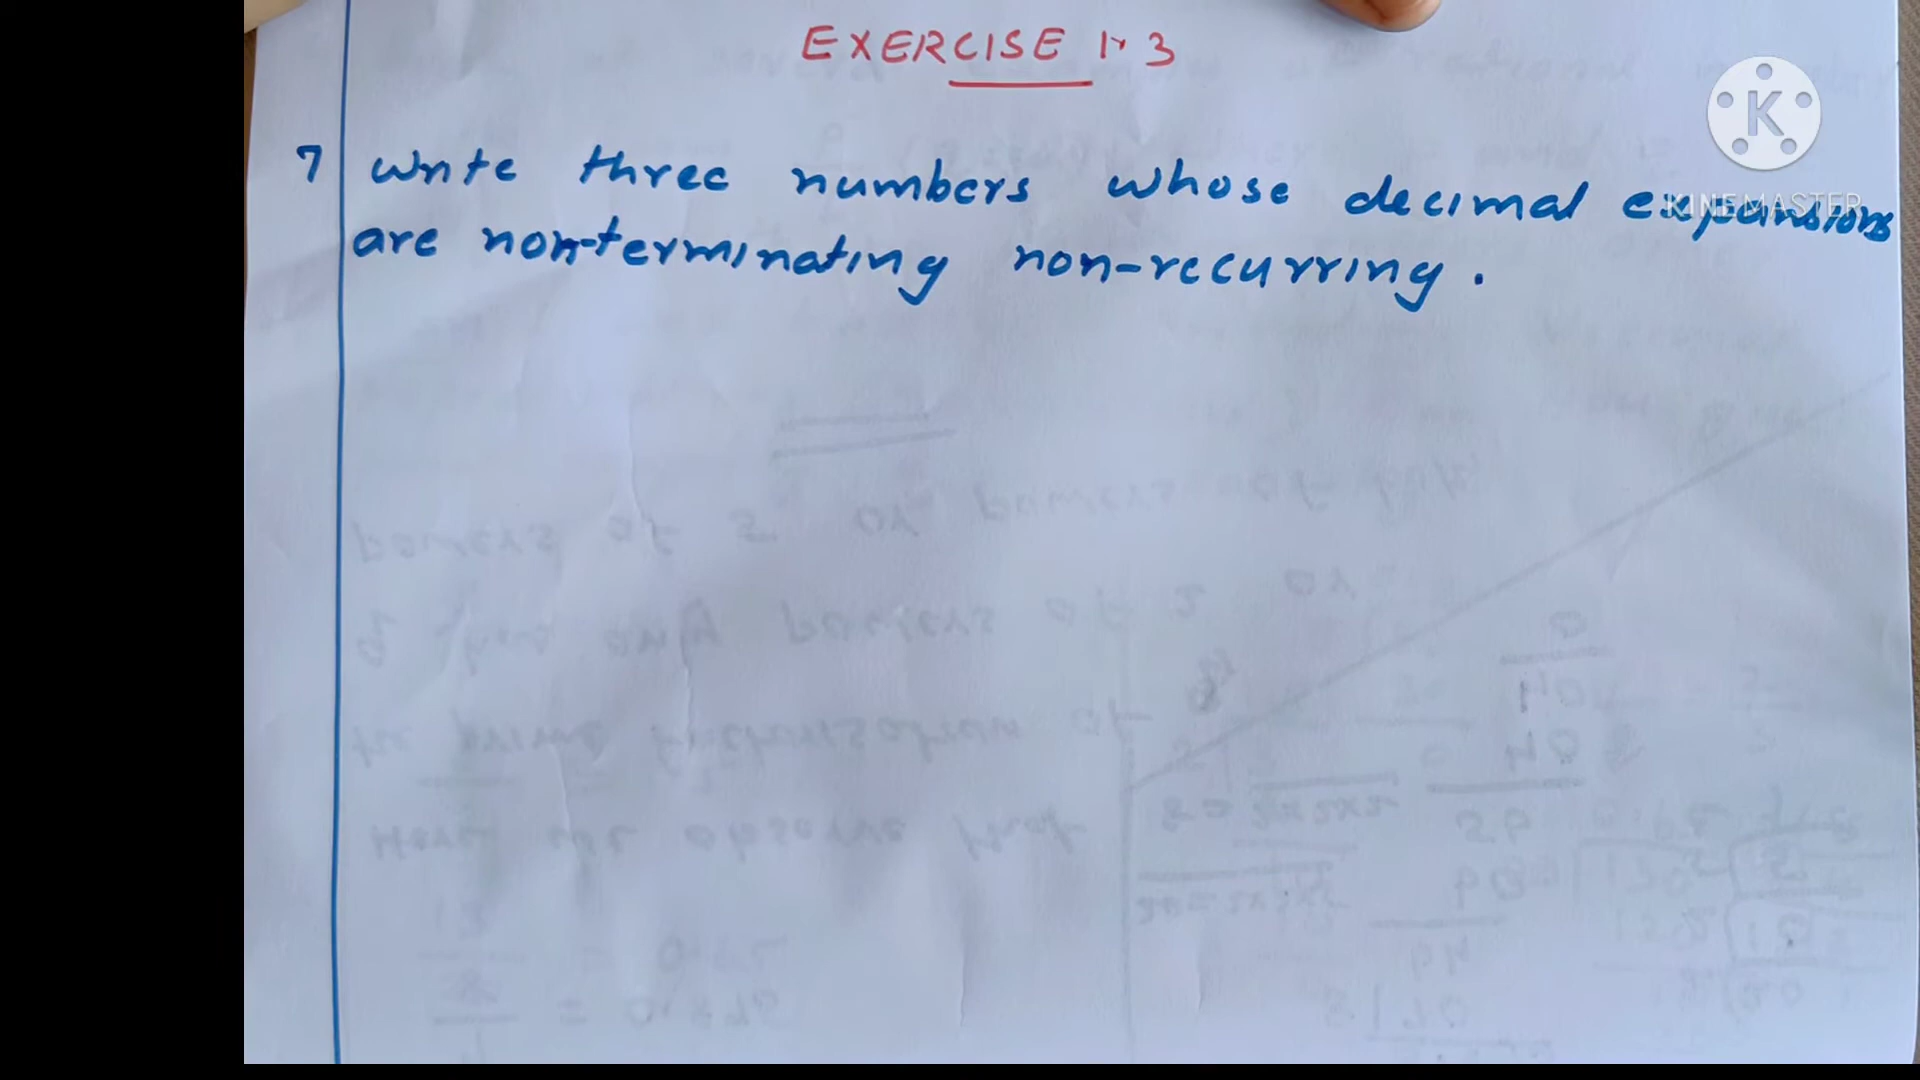 EXERCISE 1.3
7 Write three numbers whose decimal expansions
are non-terminating non-recurring.
K
KINEMASTER